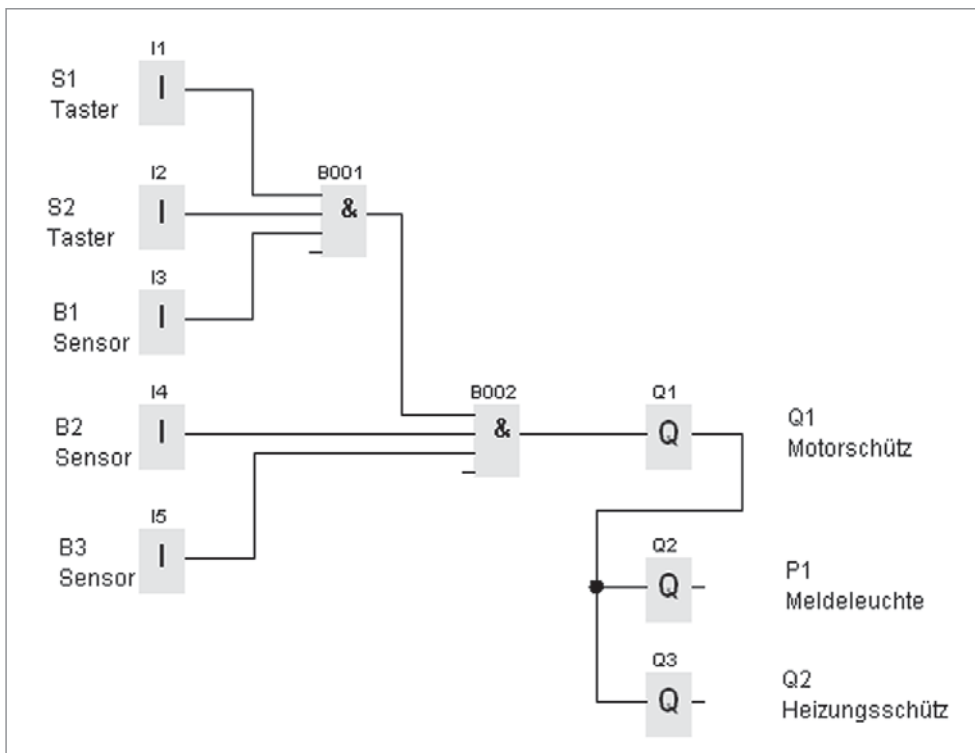 I1
S1
Taster
I
I2
S2
Taster
I
B001
&
I3
B1
Sensor
I
I4
B2
Sensor
I
B002
&
Q1
Q
Q1
Motorschütz
I5
B3
Sensor
I
Q2
Q
P1
Meldeleuchte
Q3
Q
Q2
Heizungsschütz